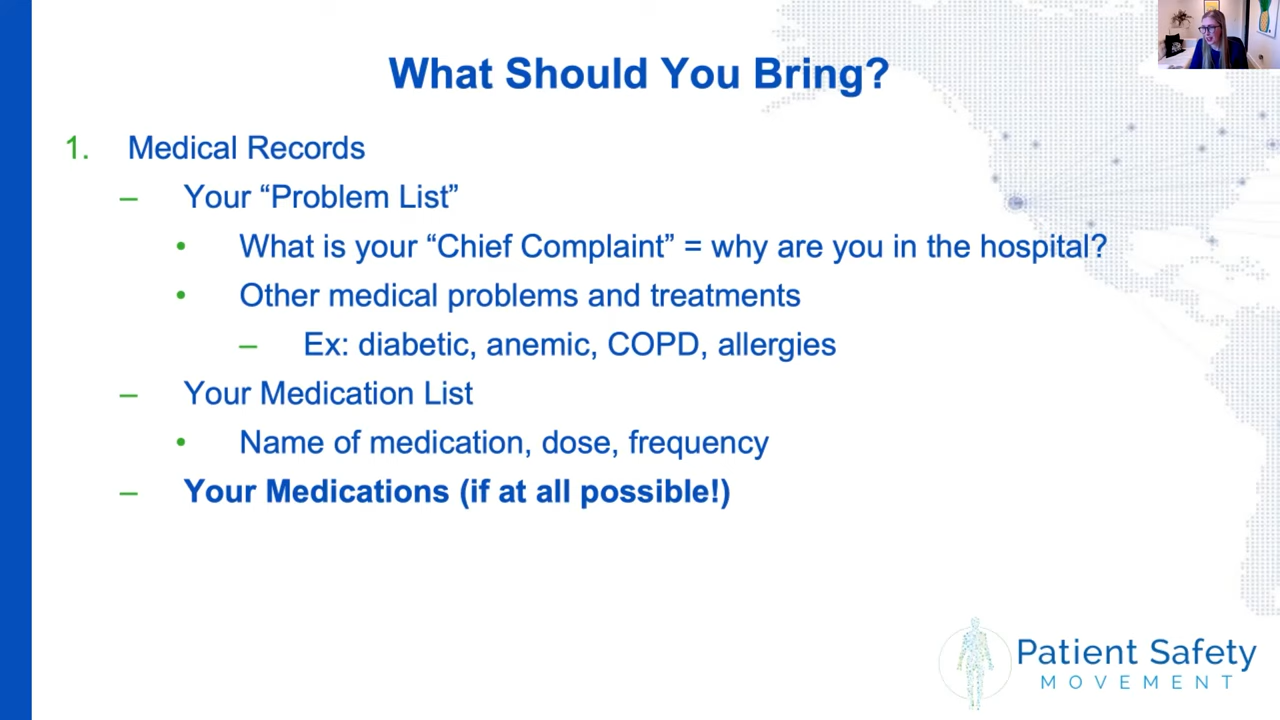 What Should You Bring?
1. Medical Records
– Your “Problem List”
• What is your “Chief Complaint” = why are you in the hospital?
• Other medical problems and treatments
– Ex: diabetic, anemic, COPD, allergies
– Your Medication List
• Name of medication, dose, frequency
– Your Medications (if at all possible!)
Patient Safety
MOVEMENT